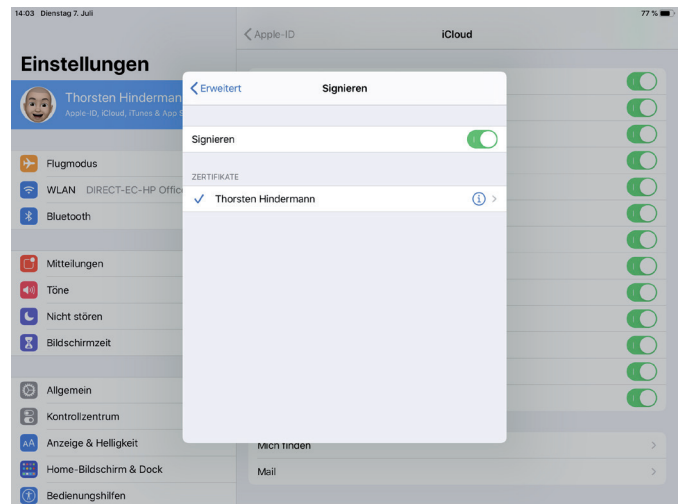 14:03 Dienstag 7. Juli
77 %
Einstellungen
Thorsten Hinderman
Apple-ID, iCloud, iTunes & App S
Flugmodus
WLAN DIRECT-EC-HP Offic
Bluetooth
Mitteilungen
Töne
Nicht stören
Bildschirmzeit
Allgemein
Kontrollzentrum
AA Anzeige & Helligkeit
Home-Bildschirm & Dock
Bedienungshilfen
Apple-ID
iCloud
Erweitert
Signieren
Signieren
ZERTIFIKATE
Thorsten Hindermann
Mich finden
Mail